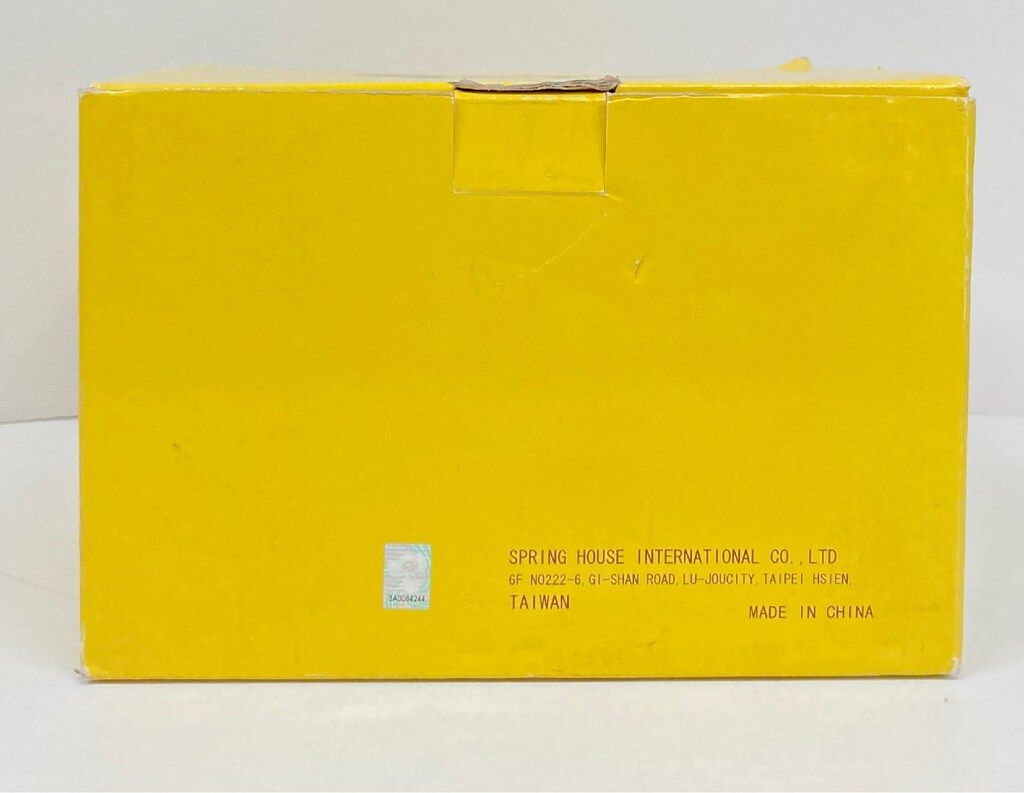 SPRING HOUSE INTERNATIONAL CO.,LTD
6F NO222-6, GI-SHAN ROAD, LU-JOUCITY, TAIPEI HSIEN,
TAIWAN
MADE IN CHINA
3A0084244